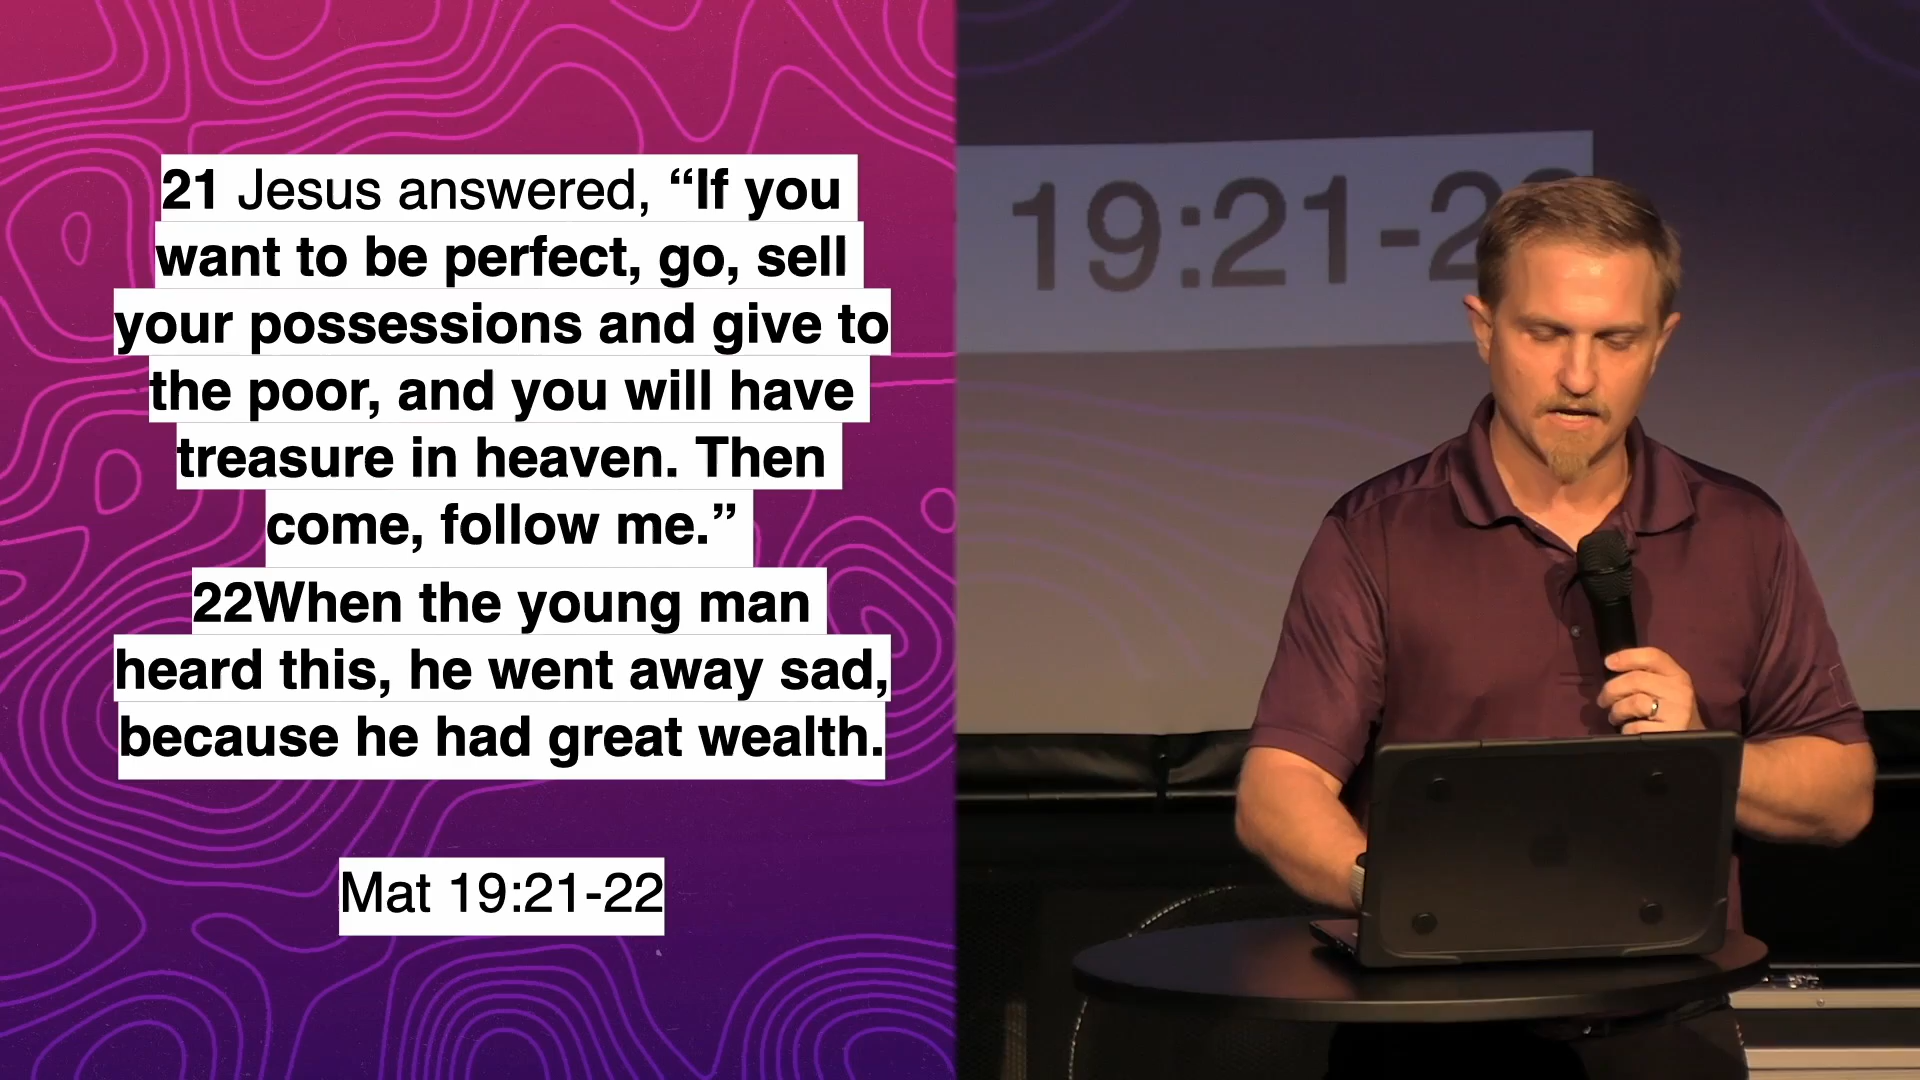 21 Jesus answered, “If you
want to be perfect, go, sell
your possessions and give to
the poor, and you will have
treasure in heaven. Then
come, follow me.”
22When the young man
heard this, he went away sad,
because he had great wealth.
Mat 19:21-22
19:21-22